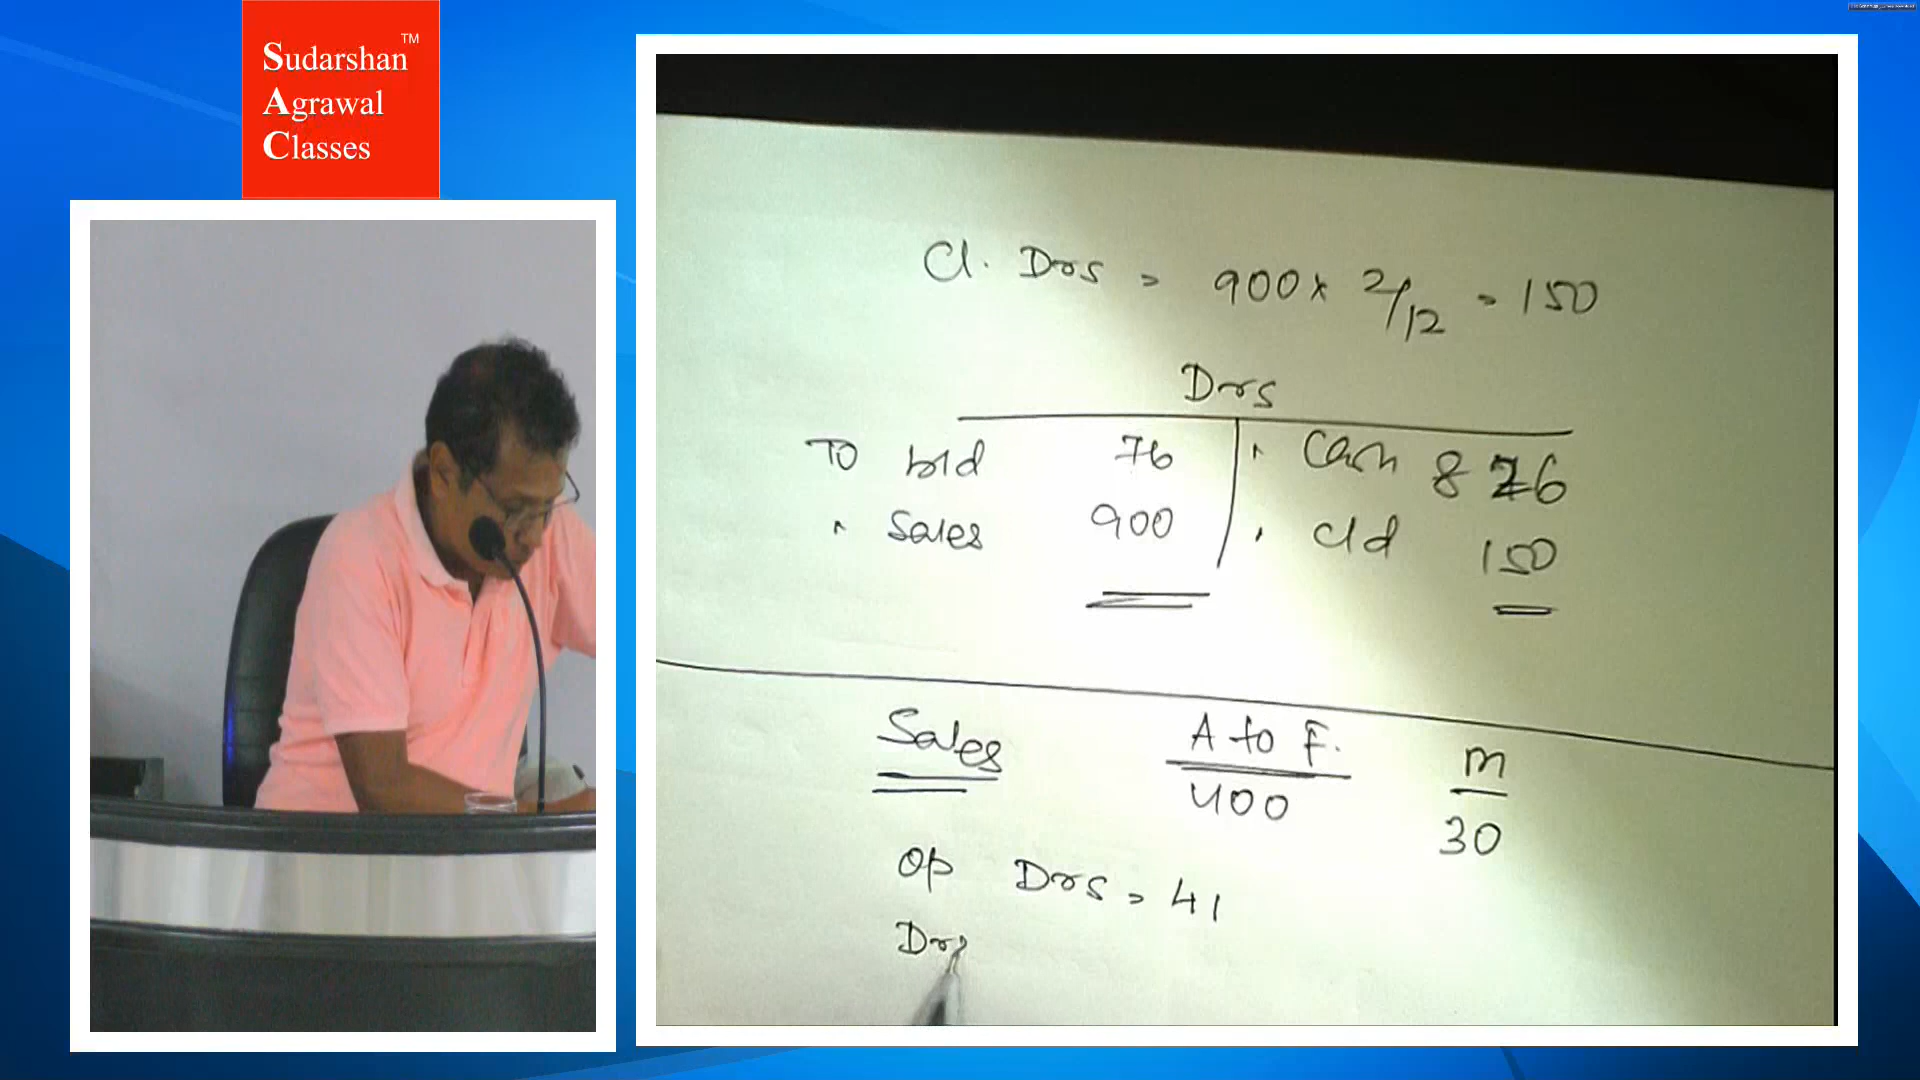 Sudarshan™
Agrawal
Classes
Cl. Drs = 900 × 2/12 = 150
Drs
To b/d 76 " Cash 826
" Sales 900 " c/d 150
Sales A to F. m
400 30
Op Drs = 41
Drs